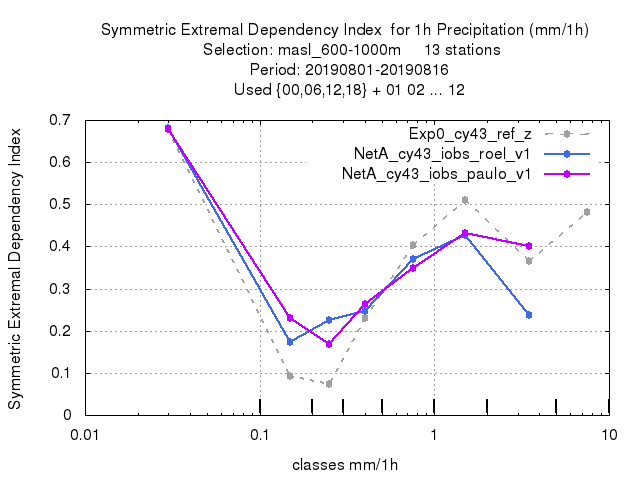 Symmetric Extremal Dependency Index  for 1h Precipitation (mm/1h)
Selection: masl_600-1000m     13 stations
Period: 20190801-20190816
Used {00,06,12,18} + 01 02 ... 12
Exp0_cy43_ref_z
NetA_cy43_iobs_roel_v1
NetA_cy43_iobs_paulo_v1
Symmetric Extremal Dependency Index
0.7
0.6
0.5
0.4
0.3
0.2
0.1
0
0.01 0.1 1 10
classes mm/1h